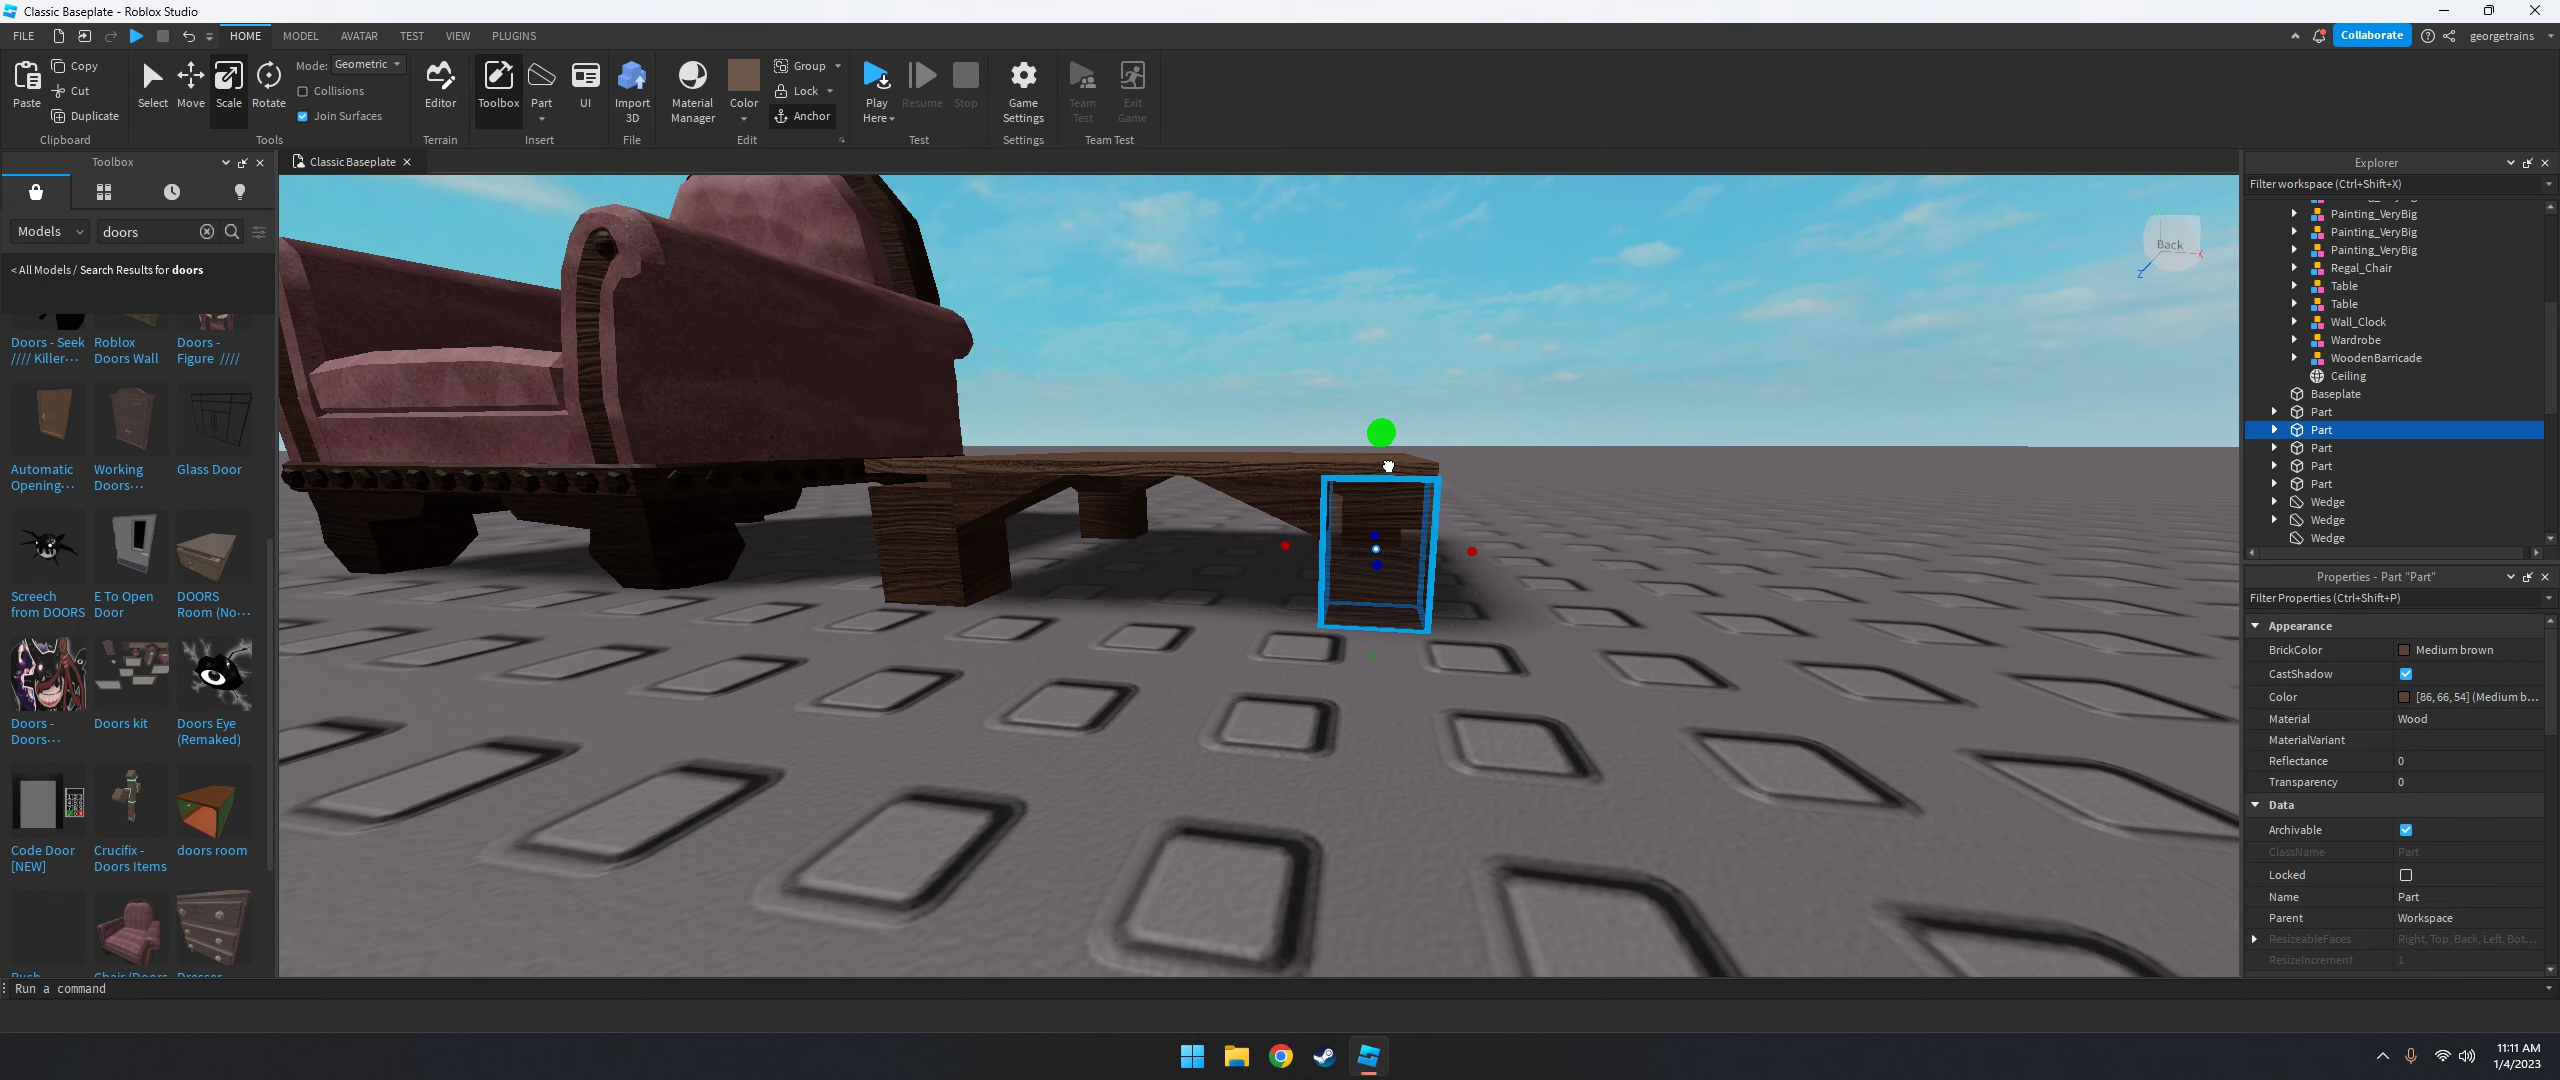 Classic Baseplate - Roblox Studio
FILE
HOME
MODEL
AVATAR
TEST
VIEW
PLUGINS
Collaborate
georgetrains
Paste
Copy
Cut
Duplicate
Clipboard
Select
Move
Scale
Rotate
Mode: Geometric
Collisions
Join Surfaces
Tools
Editor
Terrain
Toolbox
Part
UI
Insert
Import
3D
File
Material
Manager
Color
Group
Lock
Anchor
Edit
Play
Here
Resume
Stop
Test
Game
Settings
Settings
Team
Test
Exit
Game
Team Test
Toolbox
Models
doors
< All Models / Search Results for doors
Doors - Seek
//// Killer...
Roblox
Doors Wall
Doors -
Figure ////
Automatic
Opening...
Working
Doors...
Glass Door
Screech
from DOORS
E To Open
Door
DOORS
Room (No...
Doors -
Doors...
Doors kit
Doors Eye
(Remaked)
Code Door
[NEW]
Crucifix -
Doors Items
doors room
Rush
Chair (Doors
Dresser
Classic Baseplate
Back
X
Z
Explorer
Filter workspace (Ctrl+Shift+X)
Painting_VeryBig
Painting_VeryBig
Painting_VeryBig
Painting_VeryBig
Regal_Chair
Table
Table
Wall_Clock
Wardrobe
WoodenBarricade
Ceiling
Baseplate
Part
Part
Part
Part
Part
Wedge
Wedge
Wedge
Properties - Part "Part"
Filter Properties (Ctrl+Shift+P)
Appearance
BrickColor Medium brown
CastShadow
Color [86, 66, 54] (Medium b...
Material Wood
MaterialVariant
Reflectance 0
Transparency 0
Data
Archivable
ClassName Part
Locked
Name Part
Parent Workspace
ResizeableFaces Right, Top, Back, Left, Bot...
ResizeIncrement 1
Run a command
11:11 AM
1/4/2023